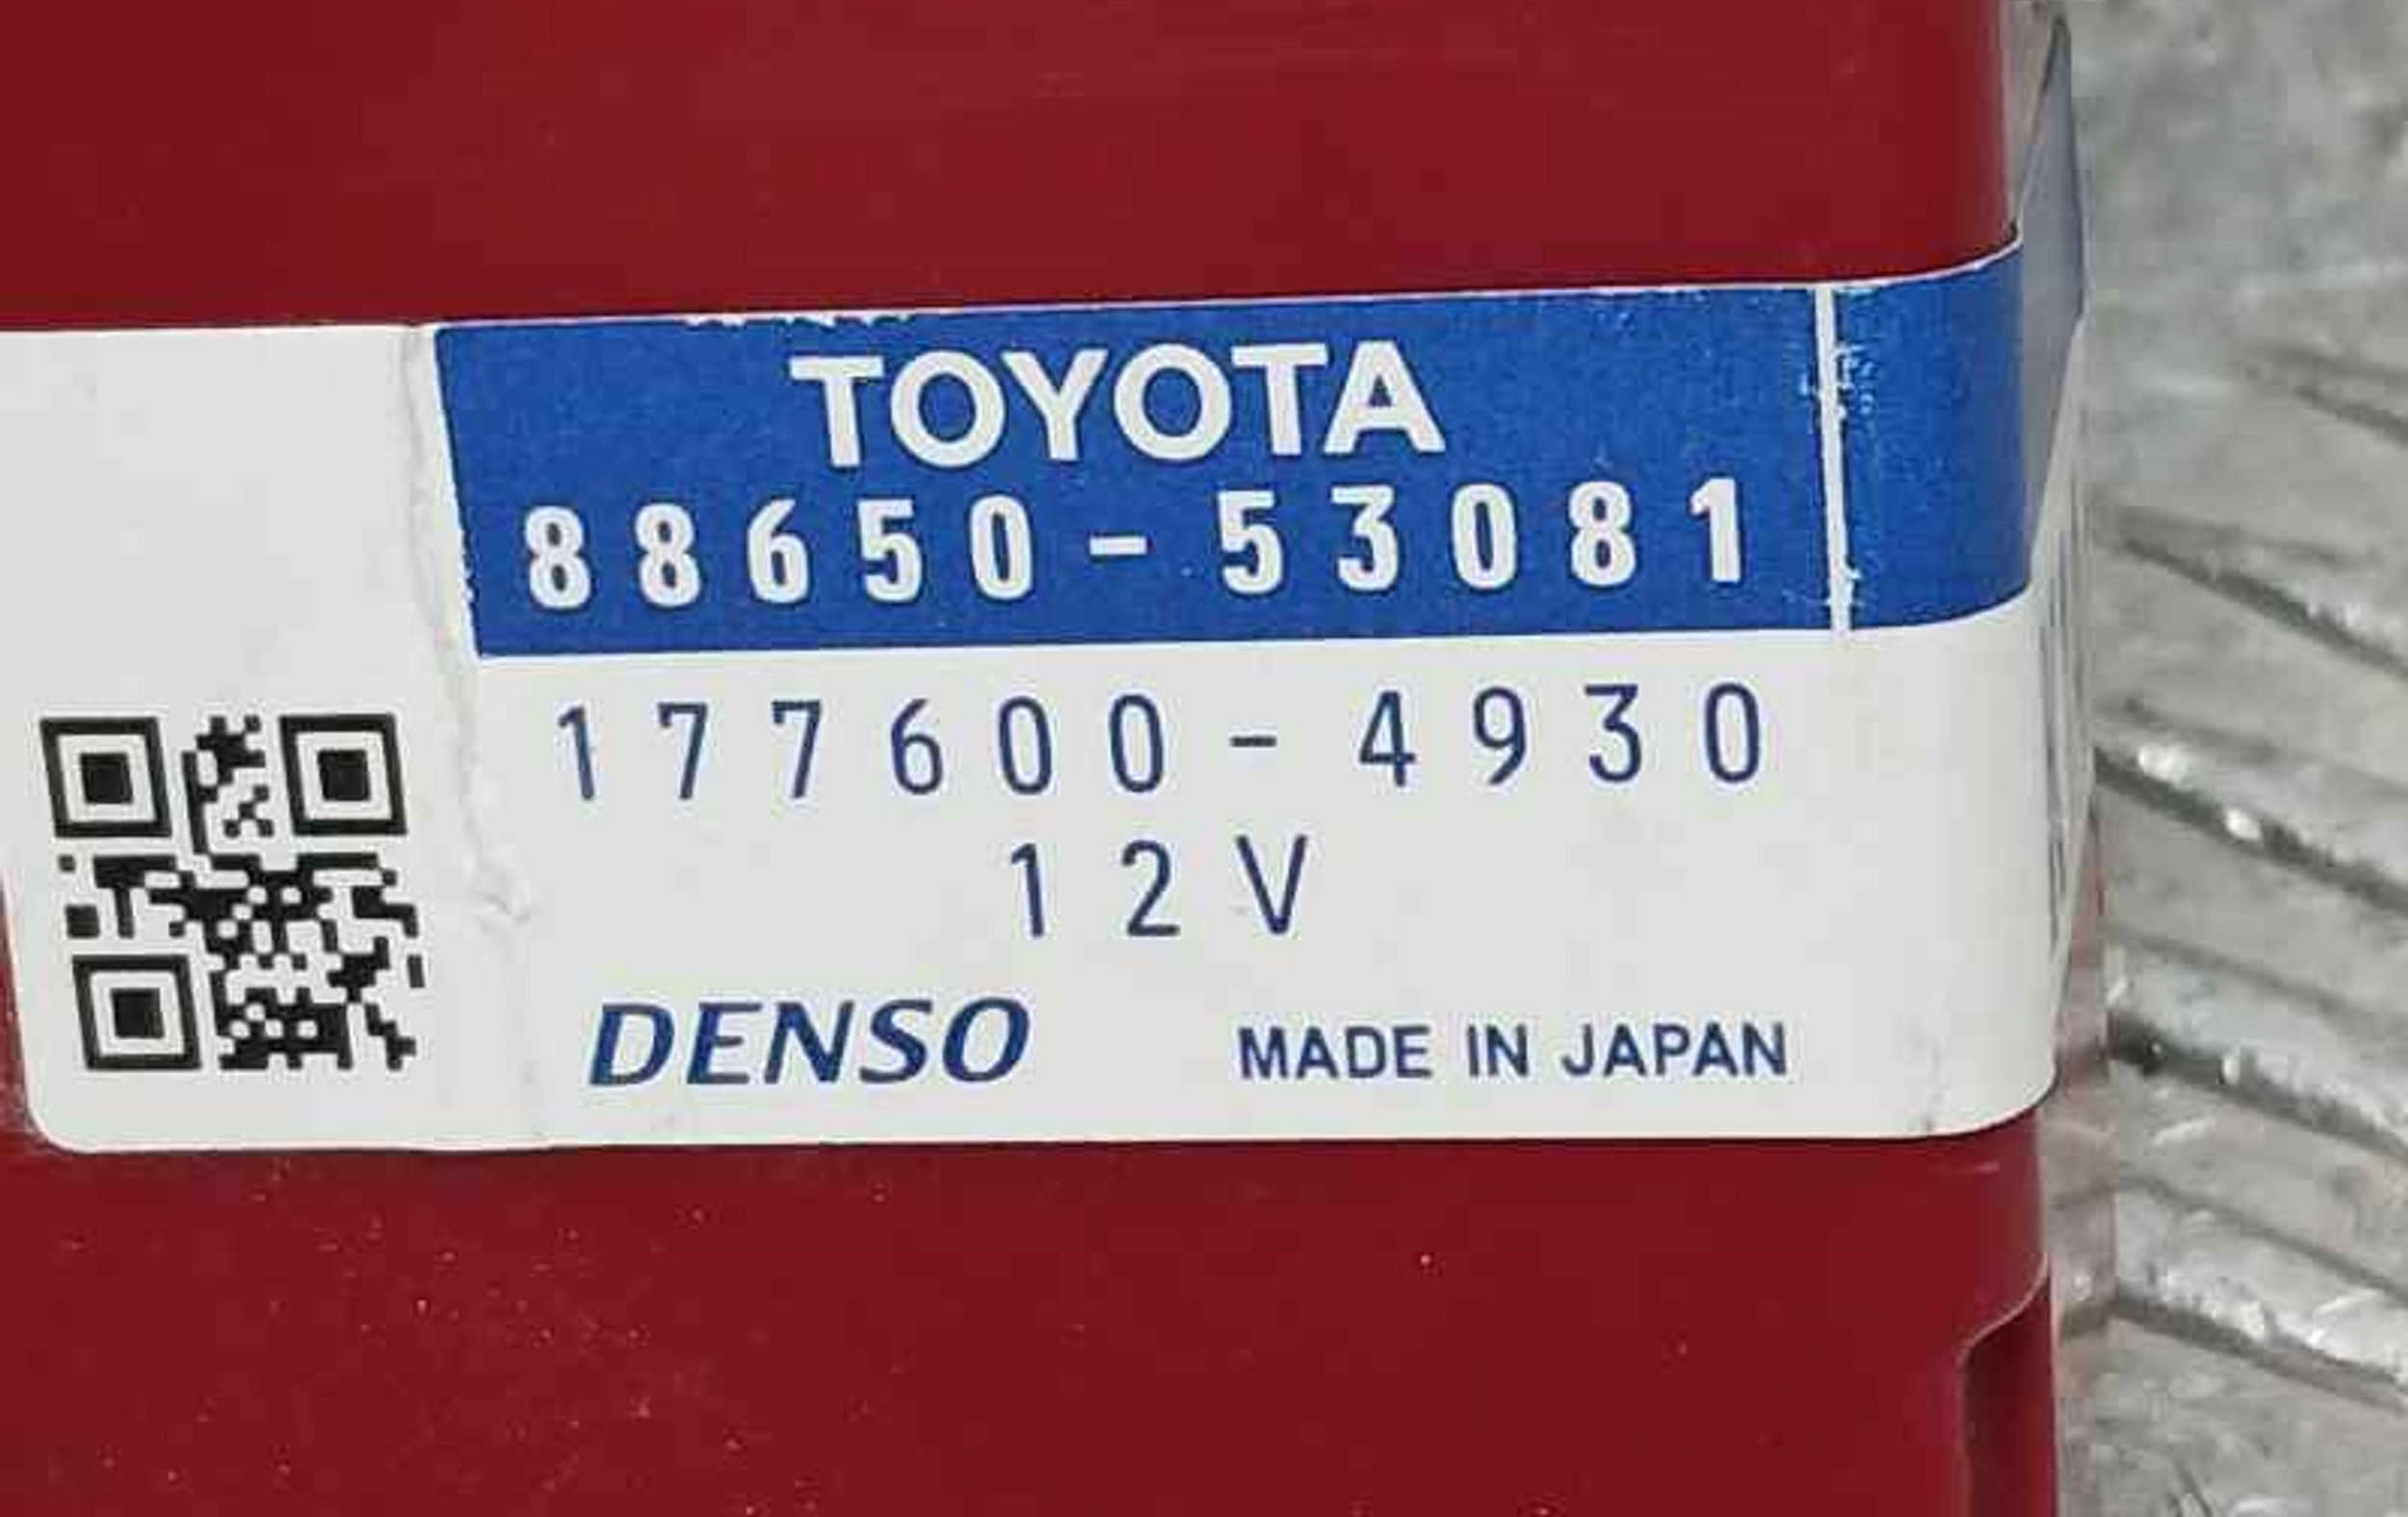 TOYOTA
88650-53081
177600-4930
12V
DENSO
MADE IN JAPAN